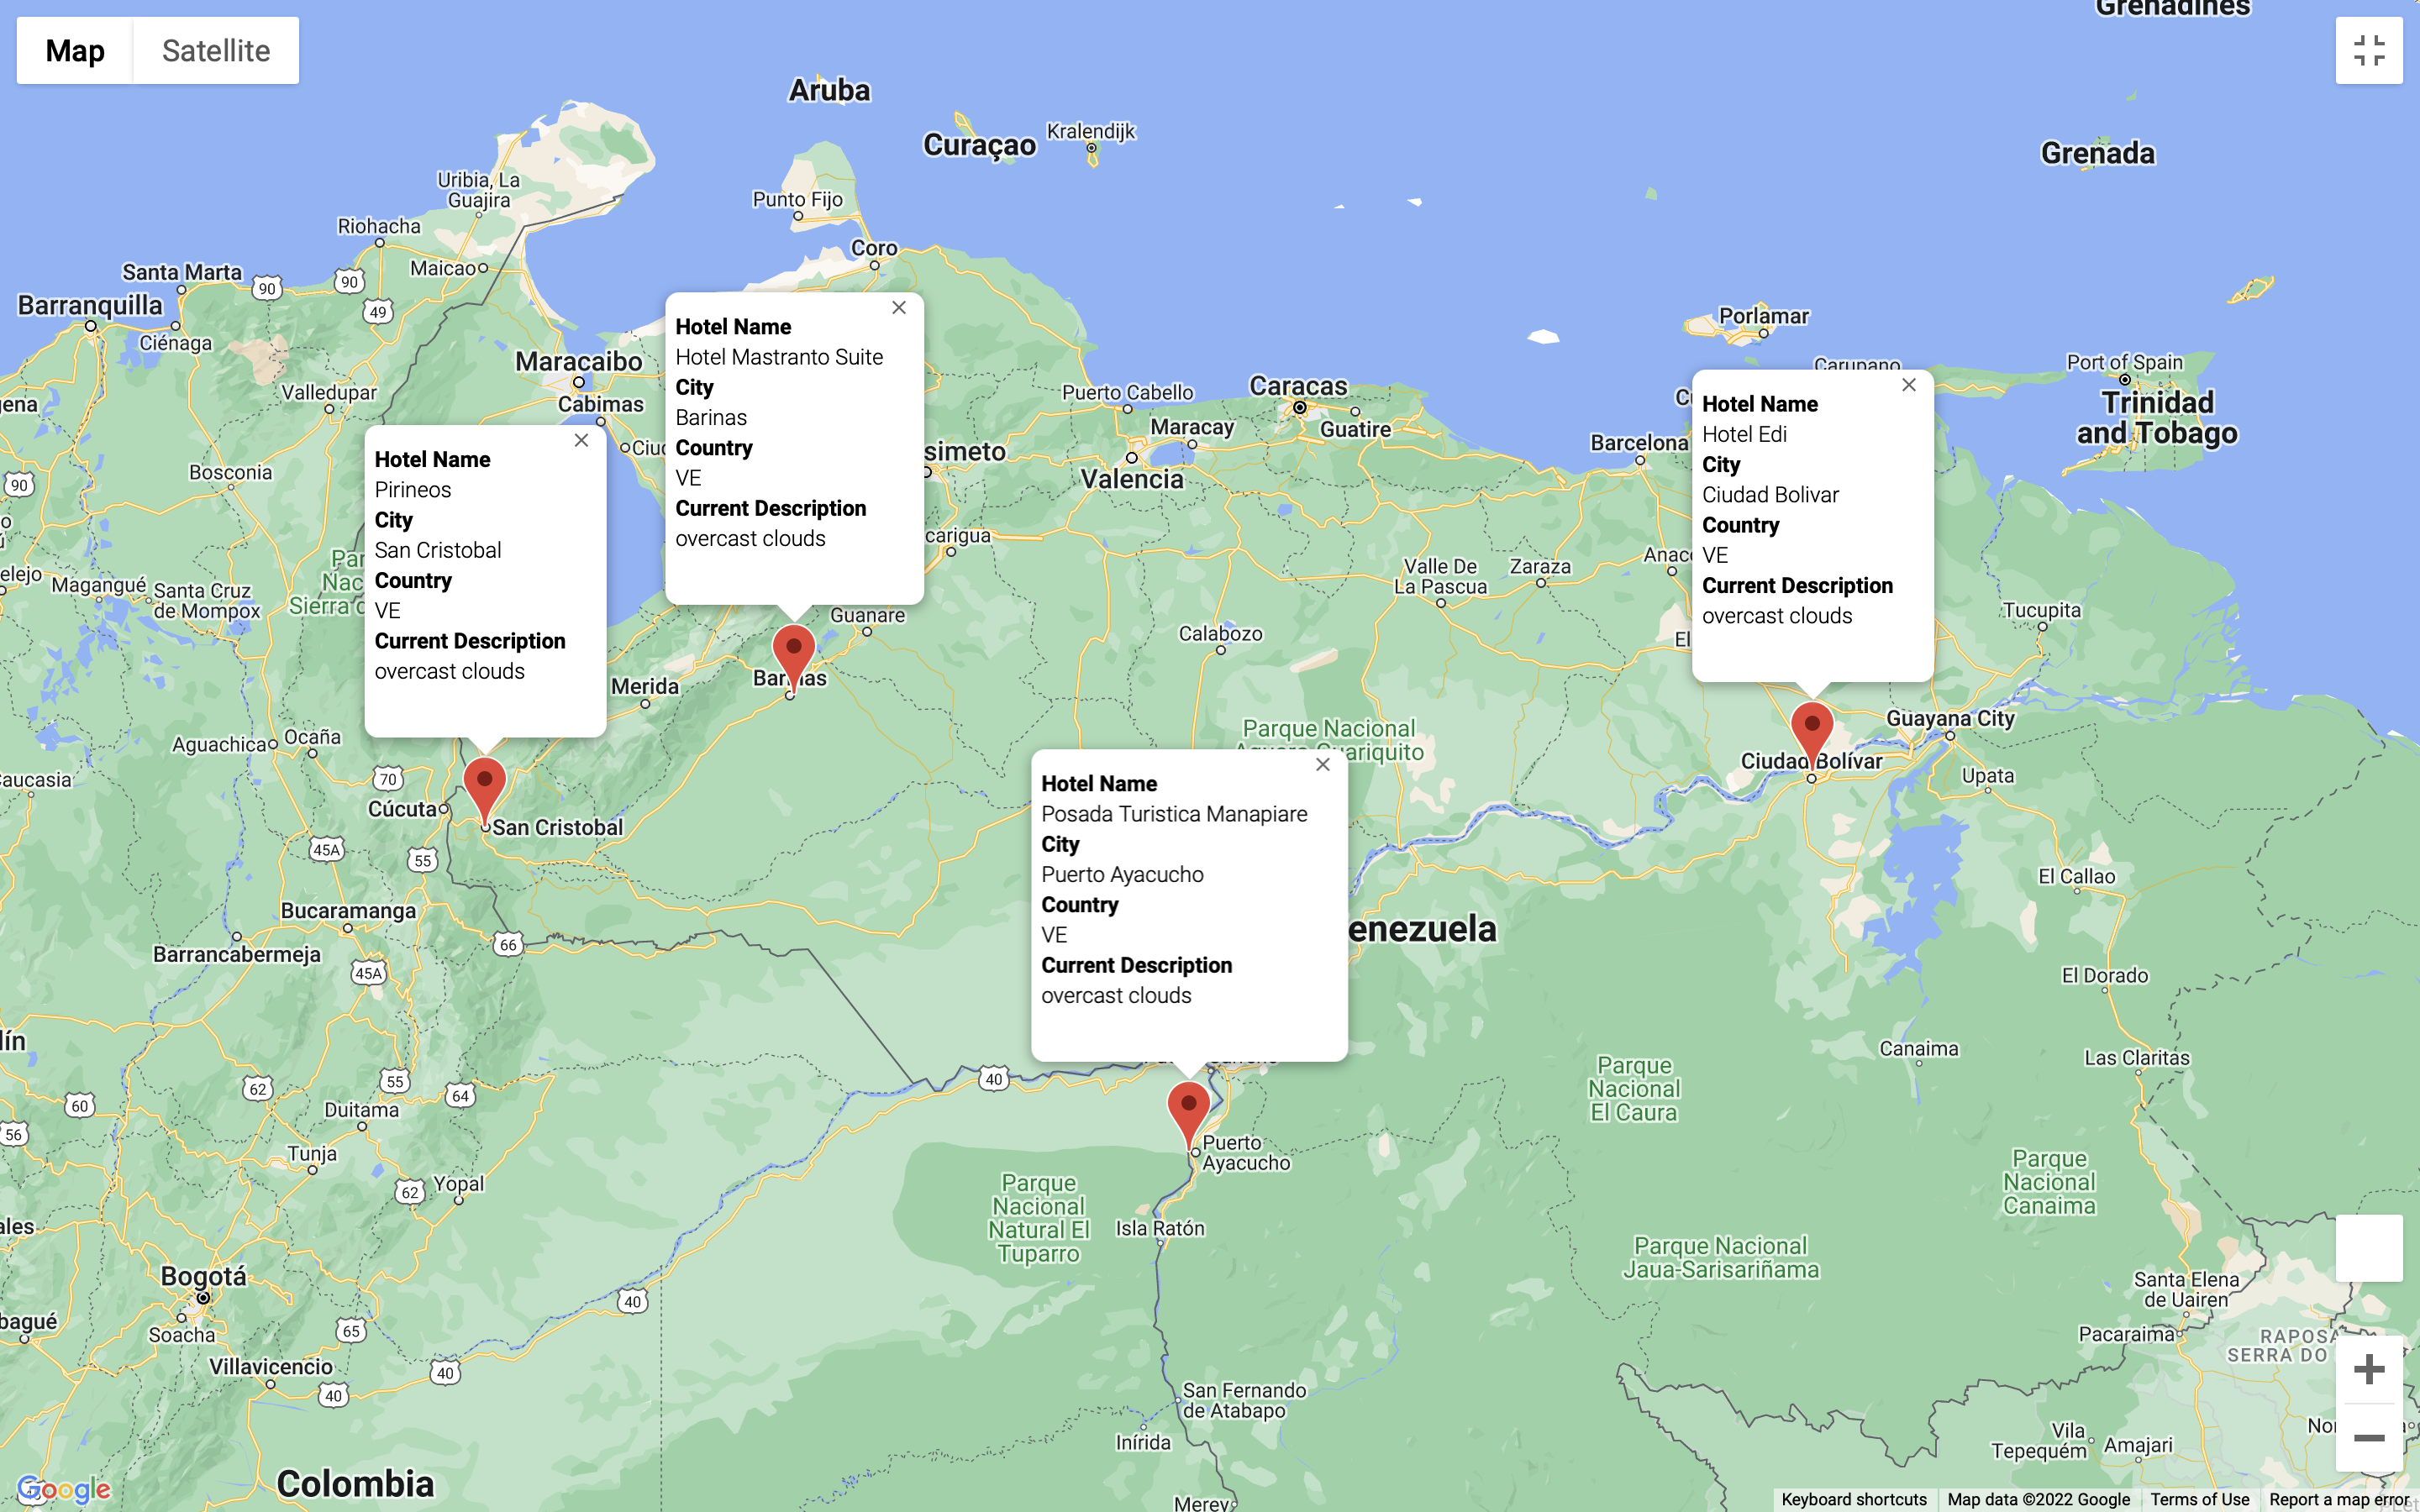 Grenadines
Map
Satellite
Aruba
Curaçao
Kralendijk
Grenada
Uribia, La
Guajira
Punto Fijo
Riohacha
Coro
Maicao
Santa Marta
90
90
49
Barranquilla
Ciénaga
Porlamar
Maracaibo
Carupano
Port of Spain
Caracas
Puerto Cabello
Valledupar
Cabimas
Trinidad
and Tobago
Maracay
Guatire
Barcelona
simeto
Bosconia
Valencia
90
Hotel Name
Hotel Mastranto Suite
City
Barinas
Country
VE
Current Description
overcast clouds
Hotel Name
Pirineos
City
San Cristobal
Country
VE
Current Description
overcast clouds
Hotel Name
Hotel Edi
City
Ciudad Bolivar
Country
VE
Current Description
overcast clouds
carigua
Magangué
Santa Cruz
de Mompox
Valle De
La Pascua
Zaraza
Guanare
Calabozo
Tucupita
El
Merida
Barinas
Parque Nacional
Guayana City
Aguachica
Ocaña
Ciudad Bolívar
Upata
70
Caucasia
Cúcuta
San Cristobal
Hotel Name
Posada Turistica Manapiare
City
Puerto Ayacucho
Country
VE
Current Description
overcast clouds
45A
55
El Callao
Bucaramanga
enezuela
66
Barrancabermeja
45A
El Dorado
lín
Canaima
Las Claritas
Parque
Nacional
El Caura
40
55
62
64
60
Duitama
56
Puerto
Ayacucho
Tunja
Parque
Nacional
Natural El
Tuparro
Parque
Nacional
Canaima
62
Yopal
ales
Isla Ratón
Parque Nacional
Jaua-Sarisariñama
Bogotá
Santa Elena
de Uairen
40
bagué
Soacha
65
Pacaraima
RAPOSA
SERRA DO
Villavicencio
40
40
San Fernando
de Atabapo
Inírida
Vila
Tepequém
Amajari
Colombia
Google
Merey
Keyboard shortcuts
Map data ©2022 Google
Terms of Use
Report a map error